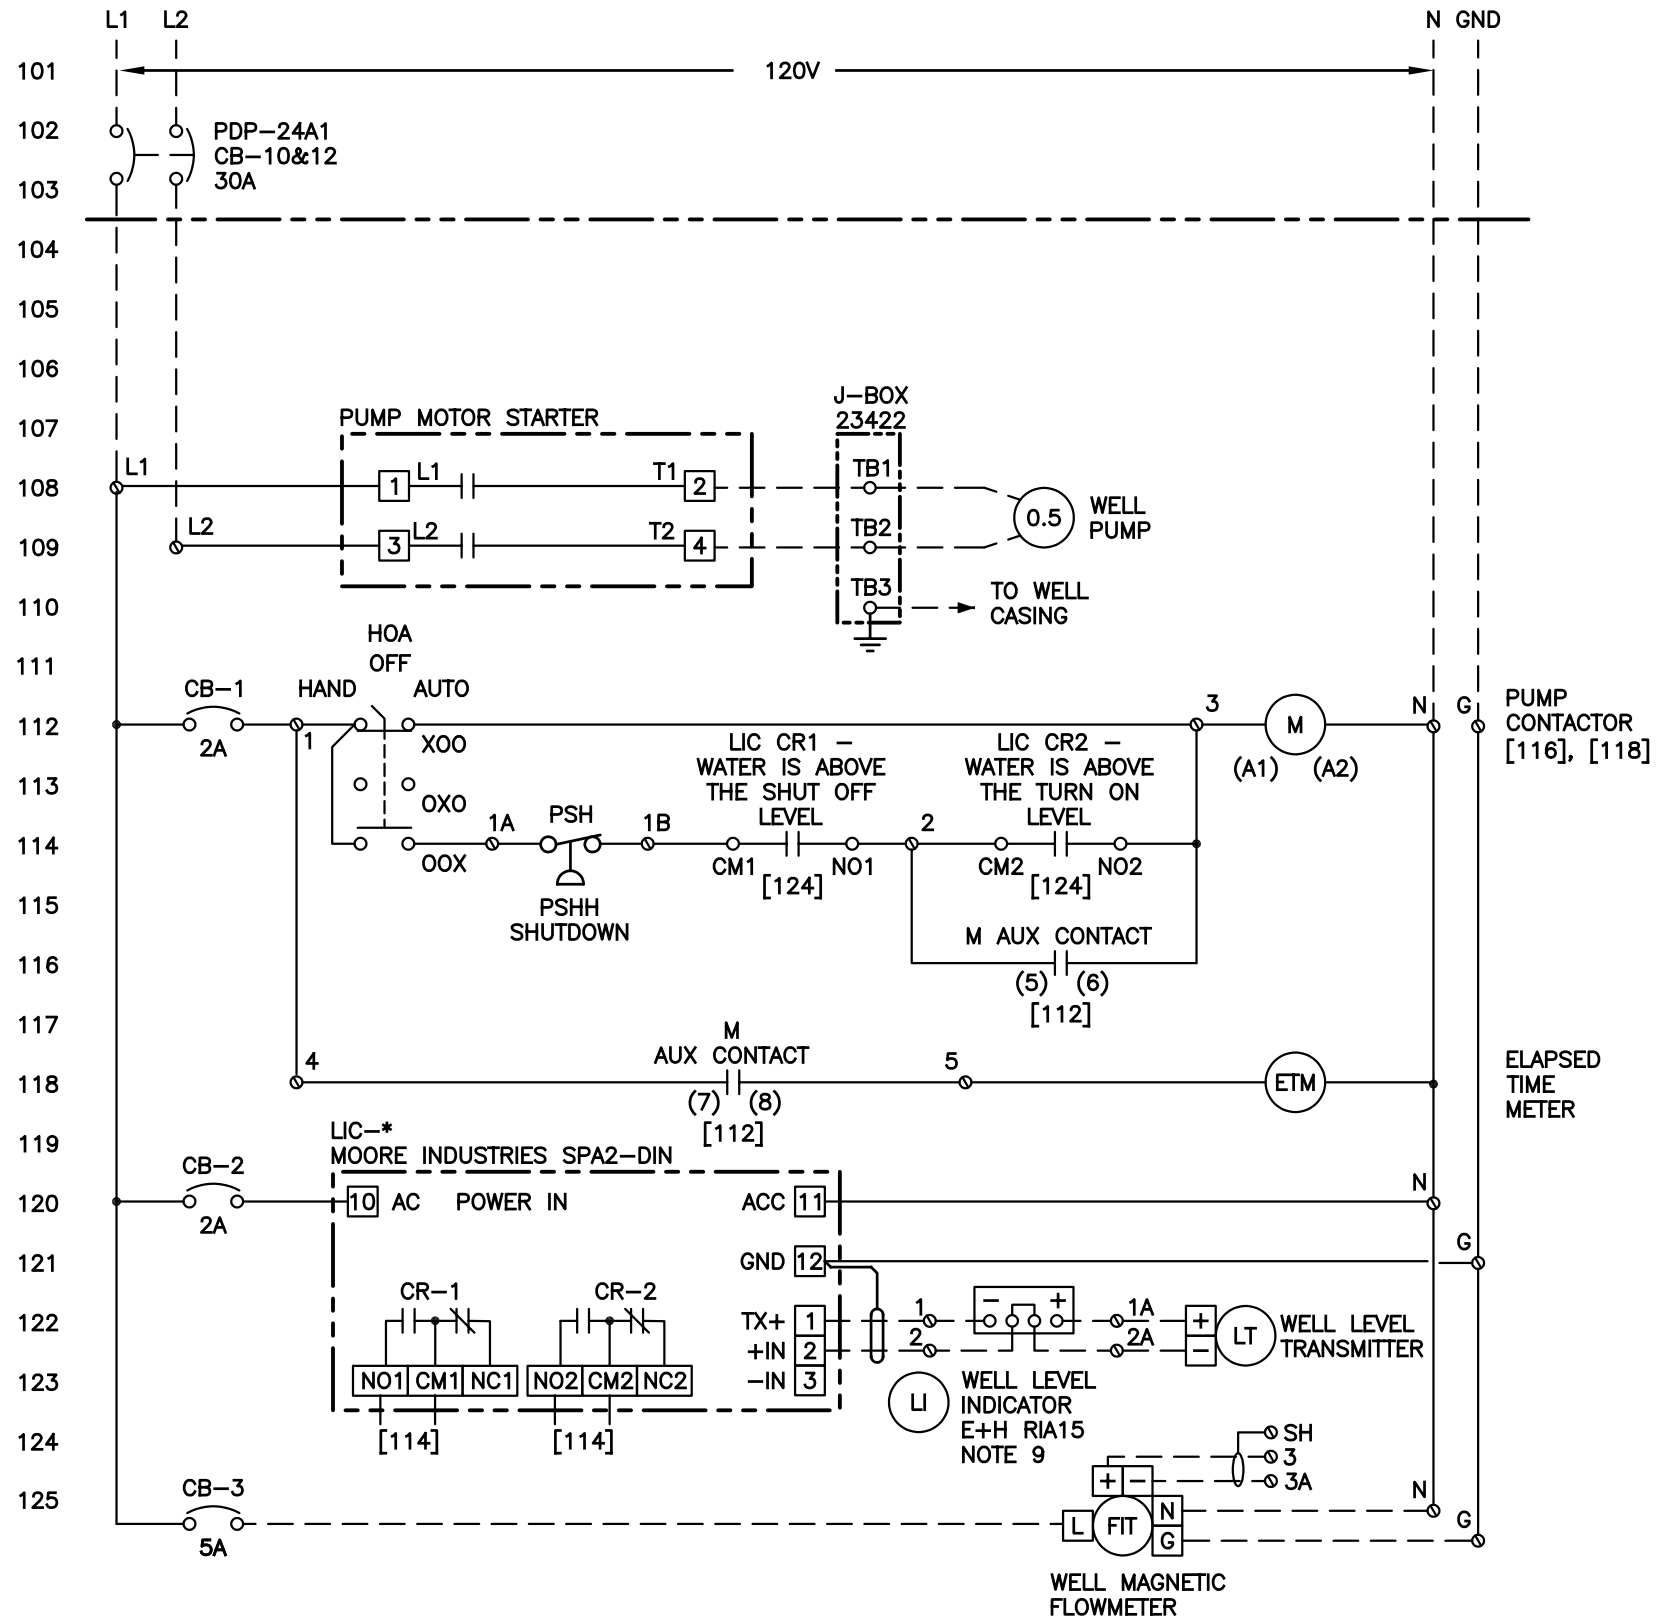 L1 L2 N GND
101 120V
102 PDP-24A1
CB-10&12
103 30A
104
105
106
J-BOX
107 PUMP MOTOR STARTER 23422
L1 L1 T1 TB1
108 1 2
WELL
0.5
PUMP
L2 L2 T2 TB2
109 3 4
TB3
110 TO WELL
CASING
HOA
111 OFF
CB-1 HAND AUTO 3 N G PUMP
112 1 M CONTACTOR
2A XOO LIC CR1 - LIC CR2 - [116], [118]
WATER IS ABOVE WATER IS ABOVE (A1) (A2)
113 THE SHUT OFF THE TURN ON
OXO
1A PSH 1B LEVEL 2 LEVEL
114
OOX CM1 NO1 CM2 NO2
[124] [124]
115 PSHH
SHUTDOWN M AUX CONTACT
116
(5) (6)
[112]
117 M
4 AUX CONTACT 5 ELAPSED
118 ETM TIME
(7) (8) METER
[112]
119 LIC-*
CB-2 MOORE INDUSTRIES SPA2-DIN
N
120 10 AC POWER IN ACC 11
2A
G
121 GND 12
CR-1 CR-2
- +
1 1A
122 TX+ 1 + WELL LEVEL
LT
2 2A
+IN 2 - TRANSMITTER
123 NO1 CM1 NC1 NO2 CM2 NC2 -IN 3 WELL LEVEL
LI INDICATOR
E+H RIA15
NOTE 9
124 [114] [114] SH
3
+ - 3A
CB-3 N
125
L FIT N G
5A G
WELL MAGNETIC
FLOWMETER